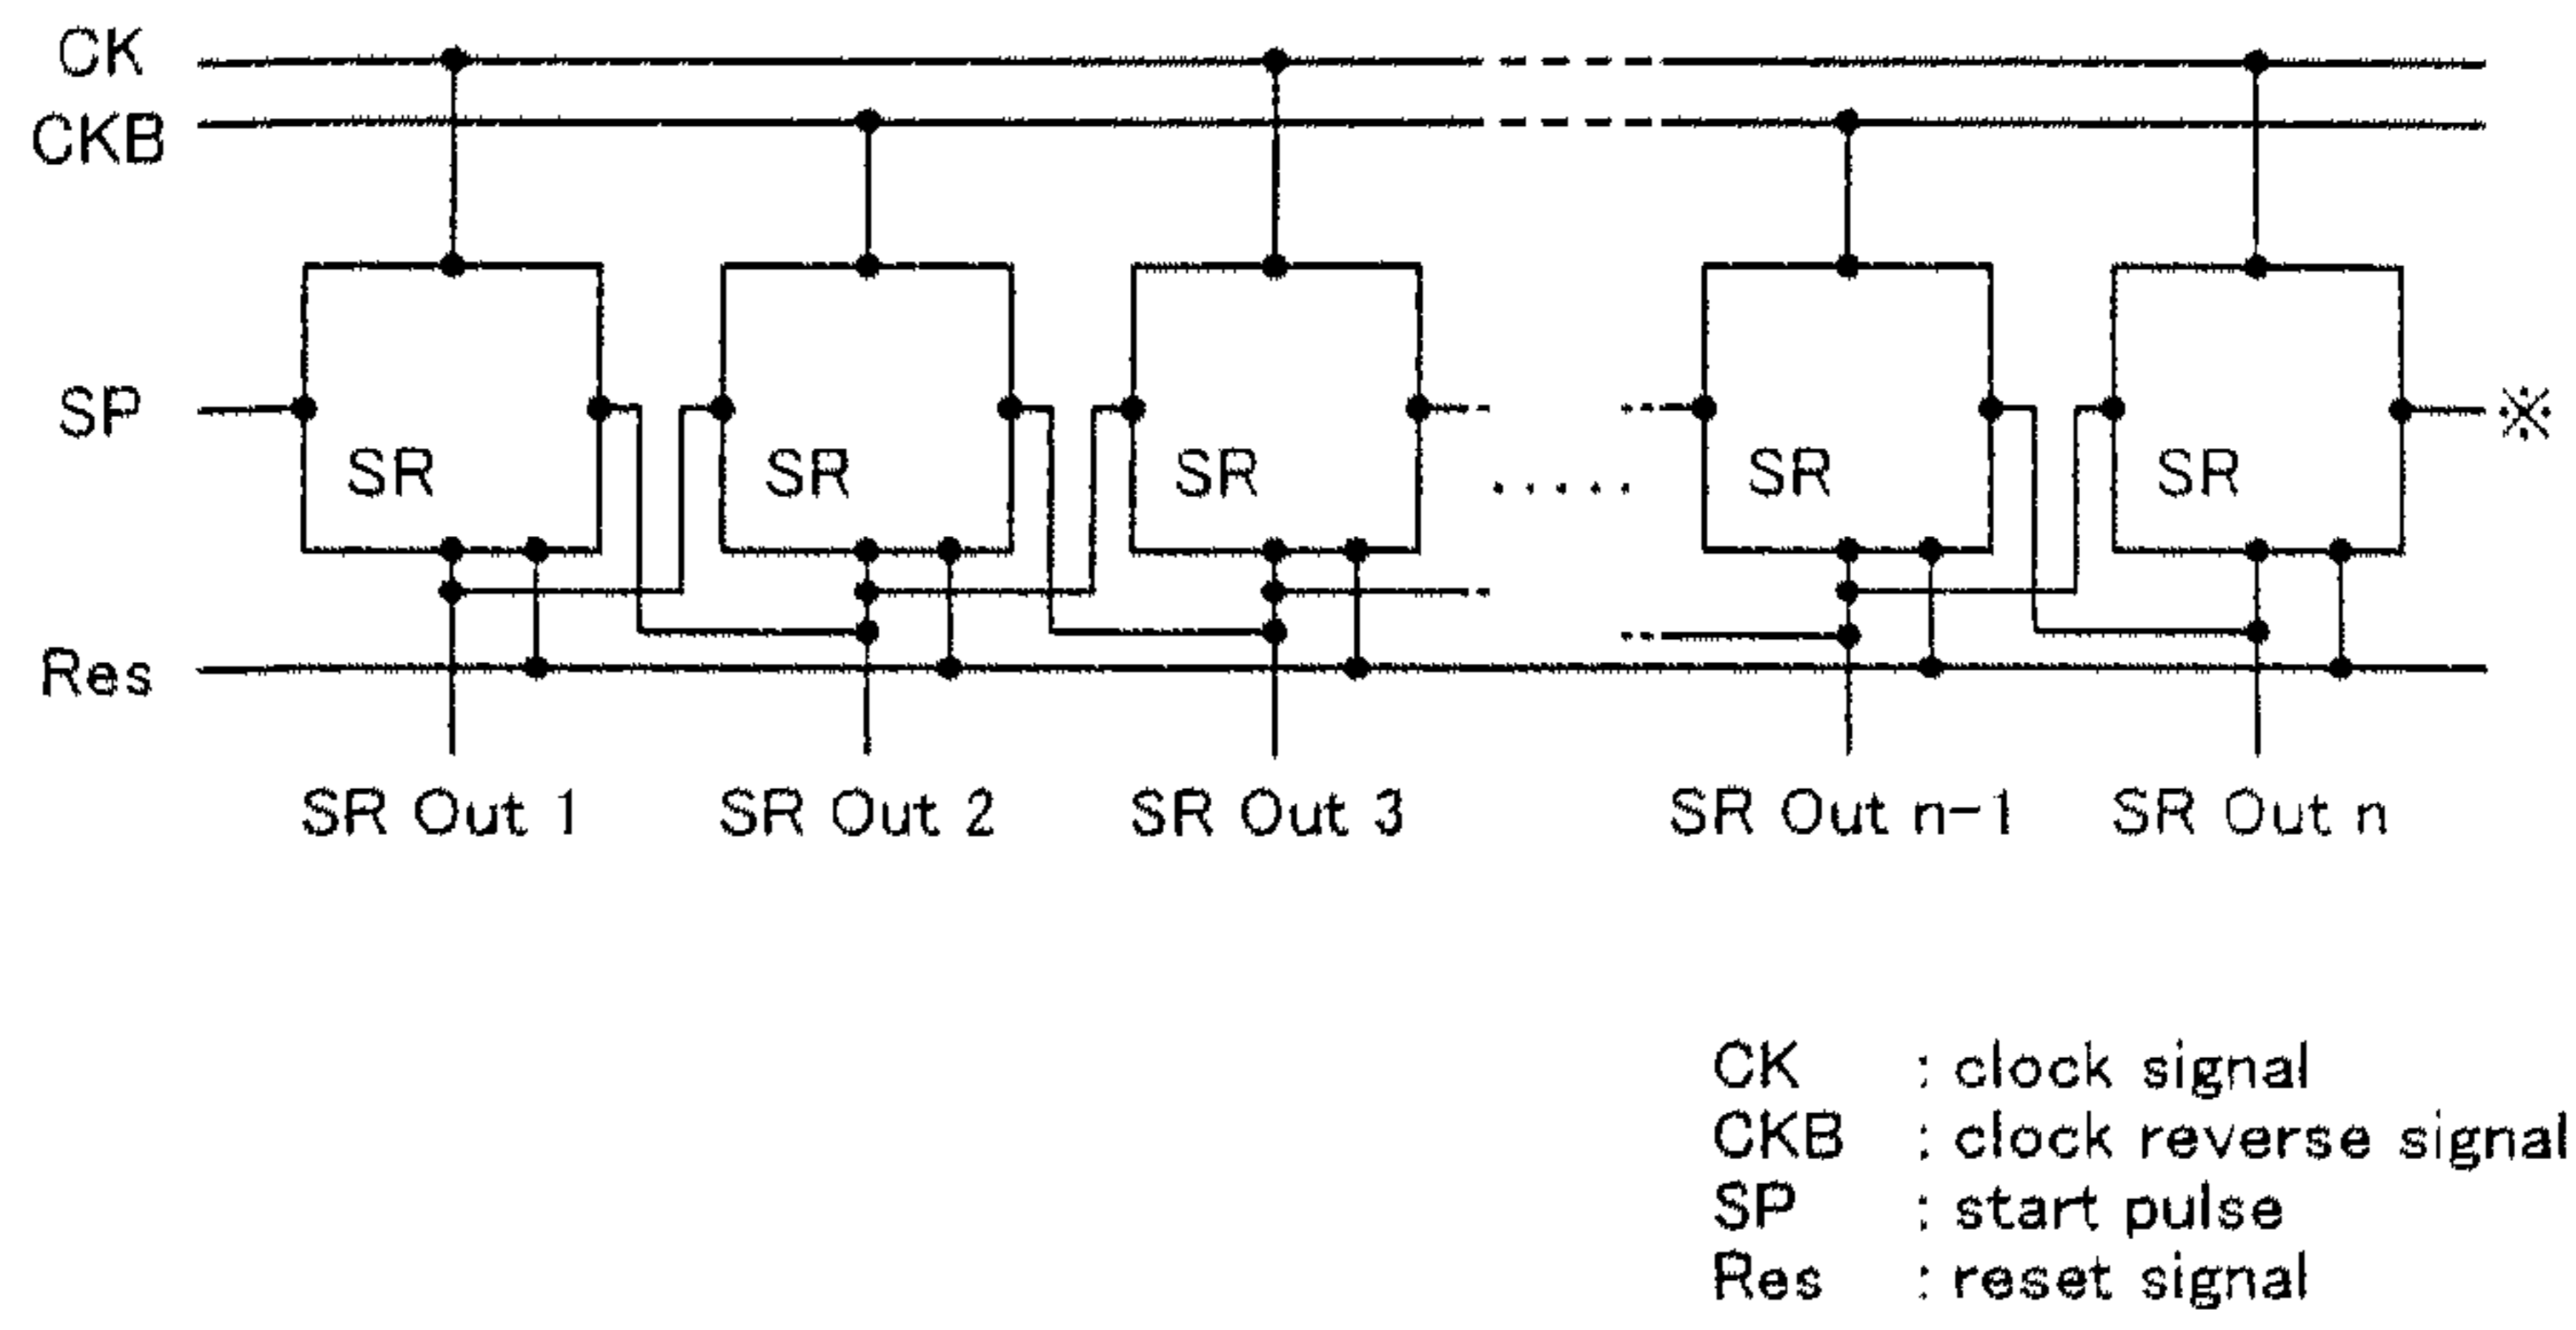 CK
CKB
SP
SR SR SR ..... SR SR ※
Res
SR Out 1 SR Out 2 SR Out 3 SR Out n-1 SR Out n
CK : clock signal
CKB : clock reverse signal
SP : start pulse
Res : reset signal